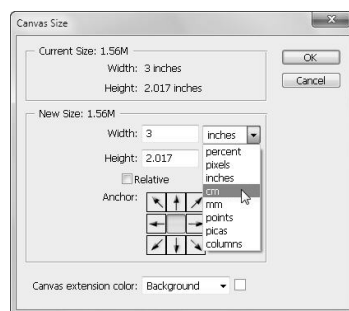 Canvas Size
Current Size: 1.56M
OK
Width: 3 inches
Cancel
Height: 2.017 inches
New Size: 1.56M
Width: 3 inches
Height: 2.017
percent
pixels
Relative
inches
Anchor:
cm
mm
points
picas
columns
Canvas extension color: Background